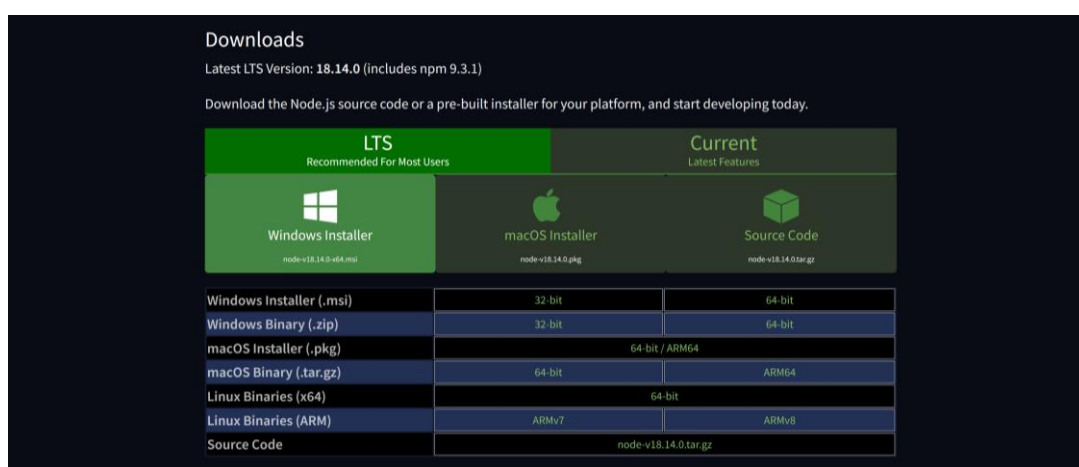 Downloads
Latest LTS Version: 18.14.0 (includes npm 9.3.1)
Download the Node.js source code or a pre-built installer for your platform, and start developing today.
LTS
Recommended For Most Users
Current
Latest Features
Windows Installer
node-v18.14.0-x64.msi
macOS Installer
node-v18.14.0.pkg
Source Code
node-v18.14.0.tar.gz
Windows Installer (.msi) 32-bit 64-bit
Windows Binary (.zip) 32-bit 64-bit
macOS Installer (.pkg) 64-bit / ARM64
macOS Binary (.tar.gz) 64-bit ARM64
Linux Binaries (x64) 64-bit
Linux Binaries (ARM) ARMv7 ARMv8
Source Code node-v18.14.0.tar.gz